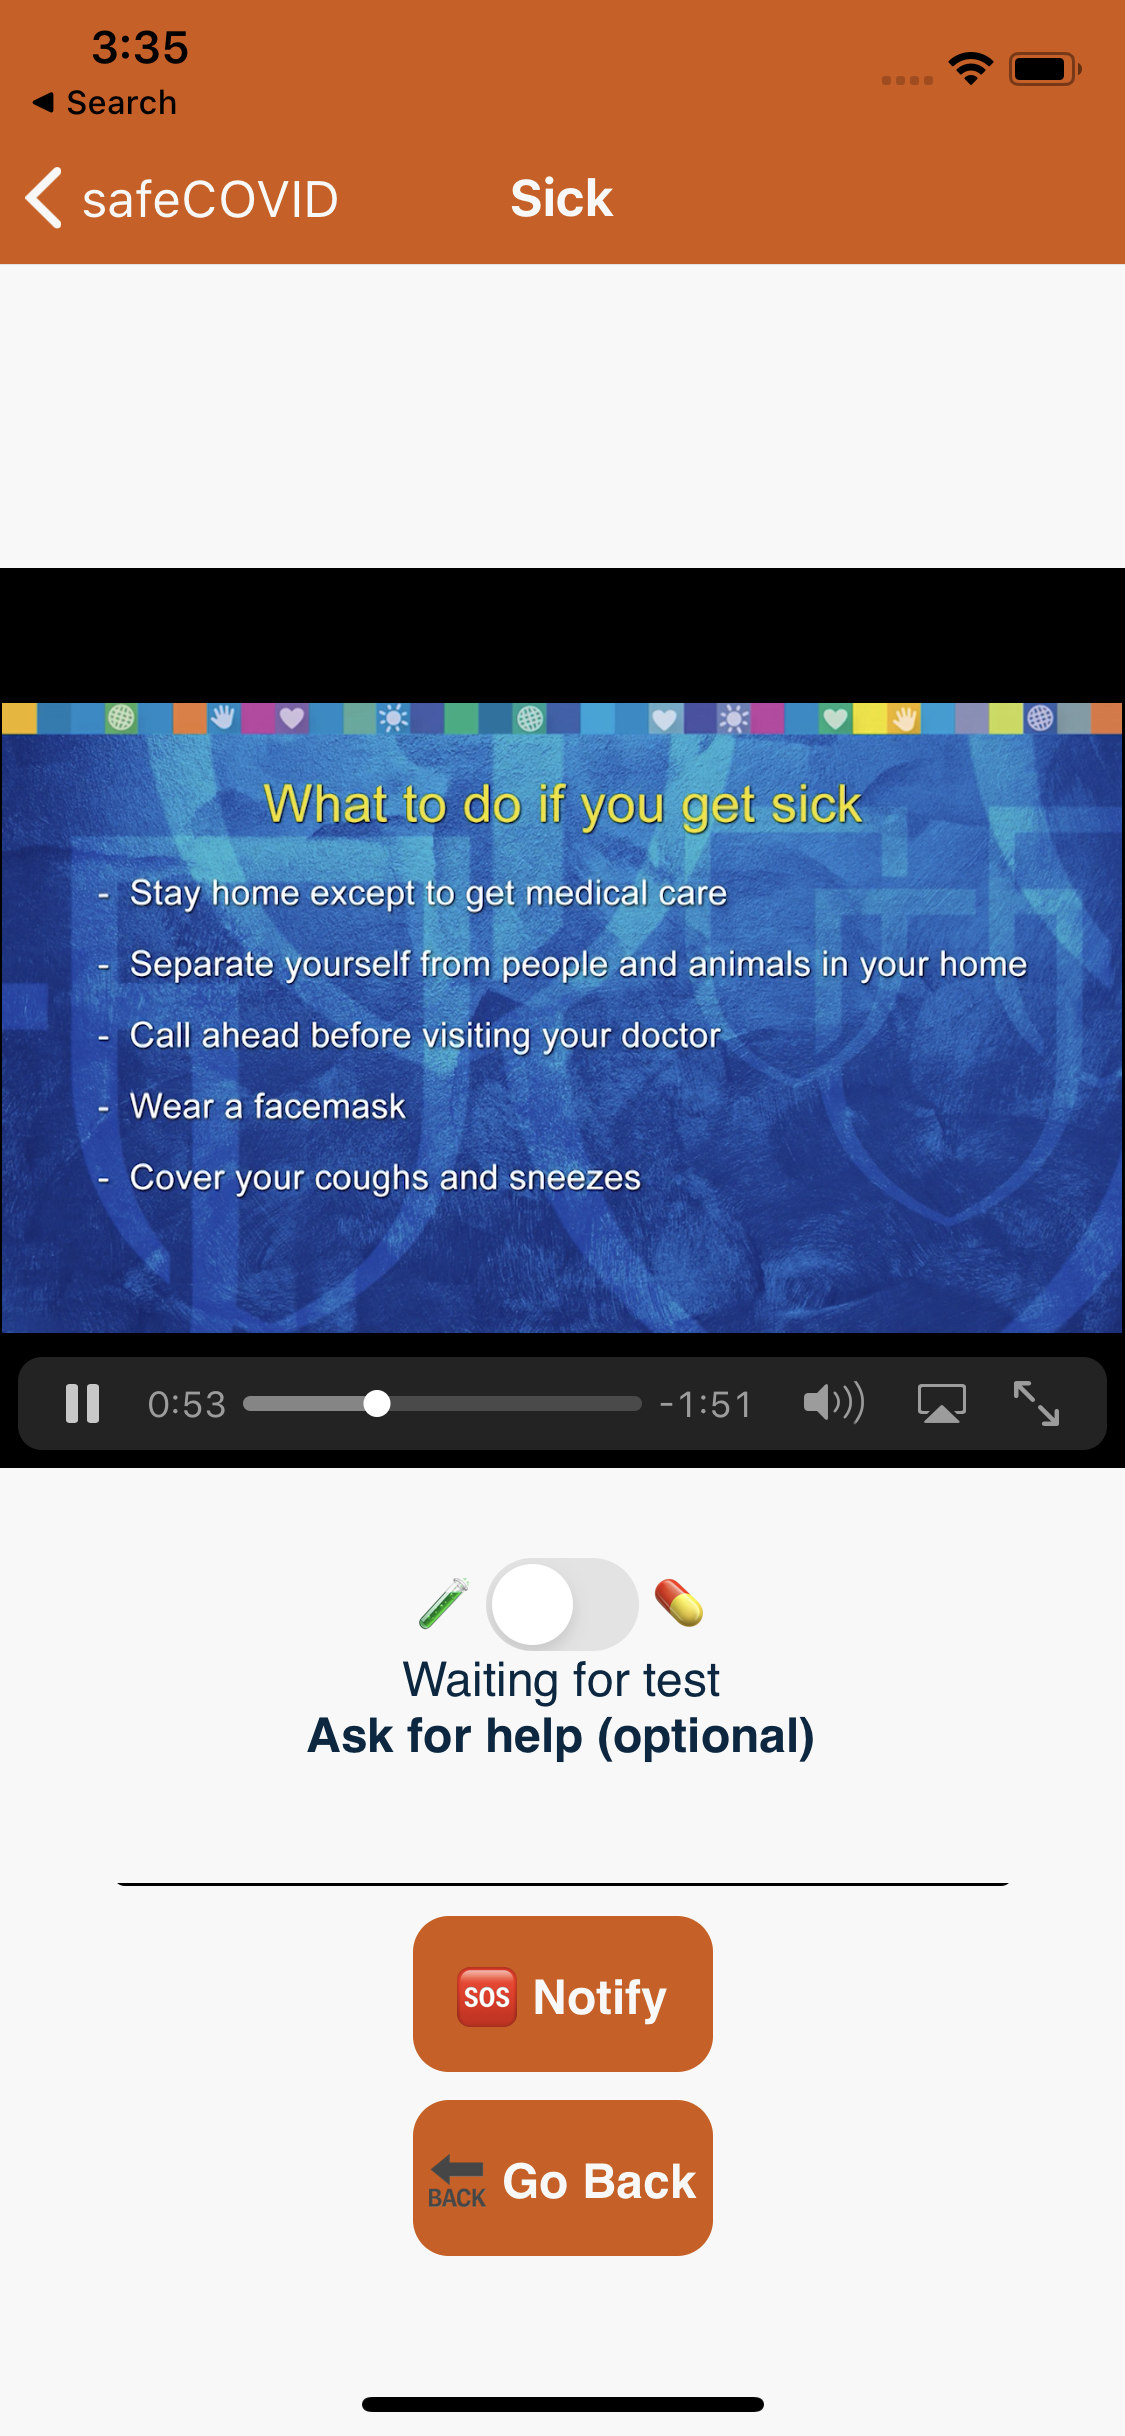 3:35
Search
safeCOVID
Sick
What to do if you get sick
- Stay home except to get medical care
- Separate yourself from people and animals in your home
- Call ahead before visiting your doctor
- Wear a facemask
- Cover your coughs and sneezes
0:53
-1:51
Waiting for test
Ask for help (optional)
SOS Notify
BACK Go Back